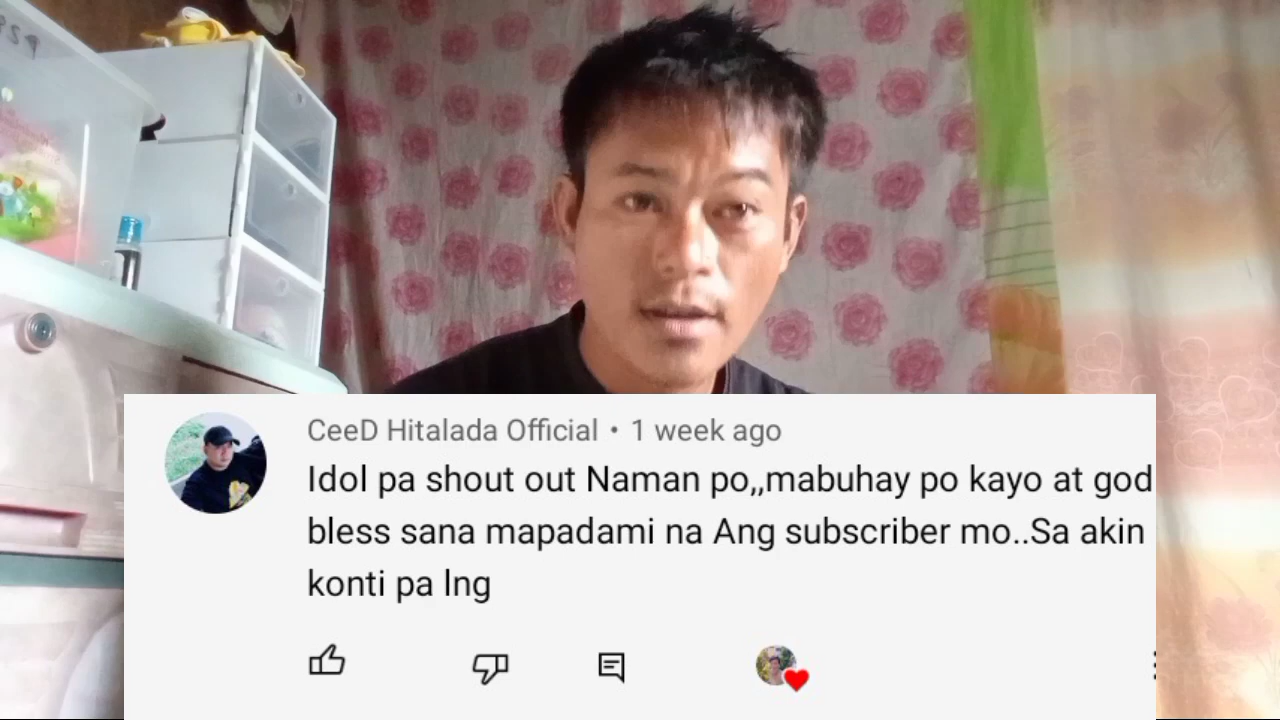 CeeD Hitalada Official • 1 week ago
Idol pa shout out Naman po,,mabuhay po kayo at god
bless sana mapadami na Ang subscriber mo..Sa akin
konti pa lng